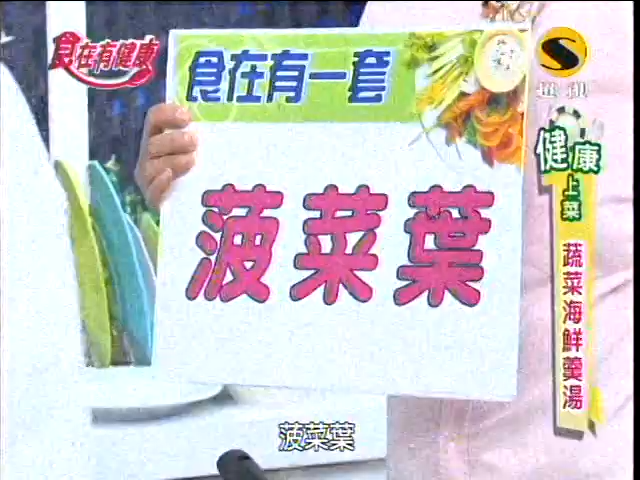 食在有健康
食在有一套
菠菜葉
健康
上菜
蔬菜海鮮羹湯
菠菜葉